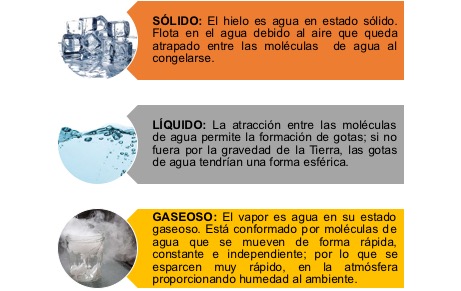 SÓLIDO: El hielo es agua en estado sólido.
Flota en el agua debido al aire que queda
atrapado entre las moléculas de agua al
congelarse.
LÍQUIDO: La atracción entre las moléculas
de agua permite la formación de gotas; si no
fuera por la gravedad de la Tierra, las gotas
de agua tendrían una forma esférica.
GASEOSO: El vapor es agua en su estado
gaseoso. Está conformado por moléculas de
agua que se mueven de forma rápida,
constante e independiente; por lo que se
esparcen muy rápido, en la atmósfera
proporcionando humedad al ambiente.